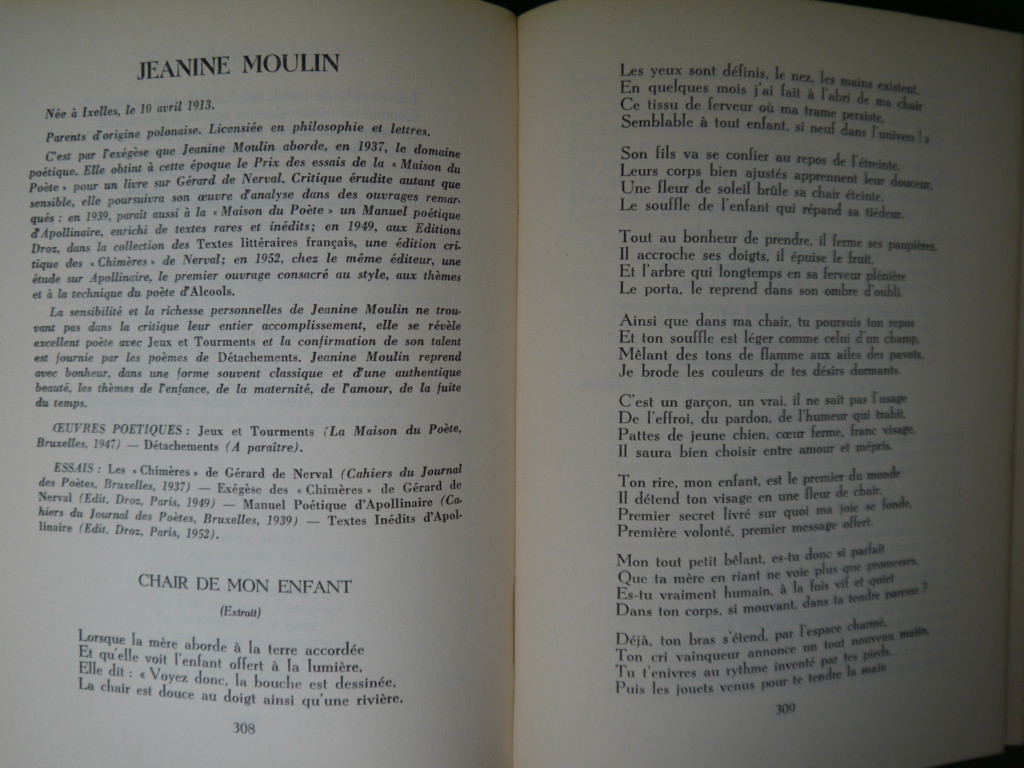 JEANINE MOULIN
Née à Ixelles, le 10 avril 1913.
Parents d'origine polonaise. Licensiée en philosophie et lettres.
C'est par l'exégèse que Jeanine Moulin aborde, en 1937, le domaine
poétique. Elle obtint à cette époque le Prix des essais de la « Maison du
Poète » pour un livre sur Gérard de Nerval. Critique érudite autant que
sensible, elle poursuivra son œuvre d'analyse dans des ouvrages remar-
qués : en 1939, paraît aussi à la « Maison du Poète » un Manuel poétique
d'Apollinaire, enrichi de textes rares et inédits; en 1949, aux Editions
Droz, dans la collection des Textes littéraires français, une édition cri-
tique des « Chimères » de Nerval; en 1952, chez le même éditeur, une
étude sur Apollinaire, le premier ouvrage consacré au style, aux thèmes
et à la technique du poète d'Alcools.
La sensibilité et la richesse personnelles de Jeanine Moulin ne trou-
vant pas dans la critique leur entier accomplissement, elle se révèle
excellent poète avec Jeux et Tourments et la confirmation de son talent
est fournie par les poèmes de Détachements. Jeanine Moulin reprend
avec bonheur, dans une forme souvent classique et d'une authentique
beauté, les thèmes de l'enfance, de la maternité, de l'amour, de la fuite
du temps.
ŒUVRES POETIQUES : Jeux et Tourments (La Maison du Poète,
Bruxelles, 1947) — Détachements (A paraître).
ESSAIS : Les « Chimères » de Gérard de Nerval (Cahiers du Journal
des Poètes, Bruxelles, 1937) — Exégèse des « Chimères » de Gérard de
Nerval (Edit. Droz, Paris, 1949) — Manuel Poétique d'Apollinaire (Ca-
hiers du Journal des Poètes, Bruxelles, 1939) — Textes Inédits d'Apol-
linaire (Edit. Droz, Paris, 1952).
CHAIR DE MON ENFANT
(Extrait)
Lorsque la mère aborde à la terre accordée
Et qu'elle voit l'enfant offert à la lumière,
Elle dit : « Voyez donc, la bouche est dessinée,
La chair est douce au doigt ainsi qu'une rivière,
308
Les yeux sont définis, le nez, les mains existent,
En quelques mois j'ai fait à l'abri de ma chair
Ce tissu de ferveur où ma trame persiste,
Semblable à tout enfant, si neuf dans l'univers ! »
Son fils va se confier au repos de l'étreinte,
Leurs corps bien ajustés apprennent leur douceur,
Une fleur de soleil brûle sa chair éteinte,
Le souffle de l'enfant qui répand sa tiédeur.
Tout au bonheur de prendre, il ferme ses paupières,
Il accroche ses doigts, il épuise le fruit,
Et l'arbre qui longtemps en sa ferveur plénière
Le porta, le reprend dans son ombre d'oubli.
Ainsi que dans ma chair, tu poursuis ton repos
Et ton souffle est léger comme celui d'un champ,
Mêlant des tons de flamme aux ailes des pavots,
Je brode les couleurs de tes désirs dormants.
C'est un garçon, un vrai, il ne sait pas l'usage
De l'effroi, du pardon, de l'humeur qui trahit,
Pattes de jeune chien, cœur ferme, franc visage,
Il saura bien choisir entre amour et mépris.
Ton rire, mon enfant, est le premier du monde
Il détend ton visage en une fleur de chair,
Premier secret livré sur quoi ma joie se fonde,
Première volonté, premier message offert.
Mon tout petit bêlant, es-tu donc si parfait
Que ta mère en riant ne voie plus que promesses,
Es-tu vraiment humain, à la fois vif et quiet
Dans ton corps, si mouvant, dans ta tendre paresse ?
Déjà, ton bras s'étend, par l'espace charmé,
Ton cri vainqueur annonce un tout nouveau matin,
Tu t'enivres au rythme inventé par tes pieds,
Puis les jouets venus pour te tendre la main
309